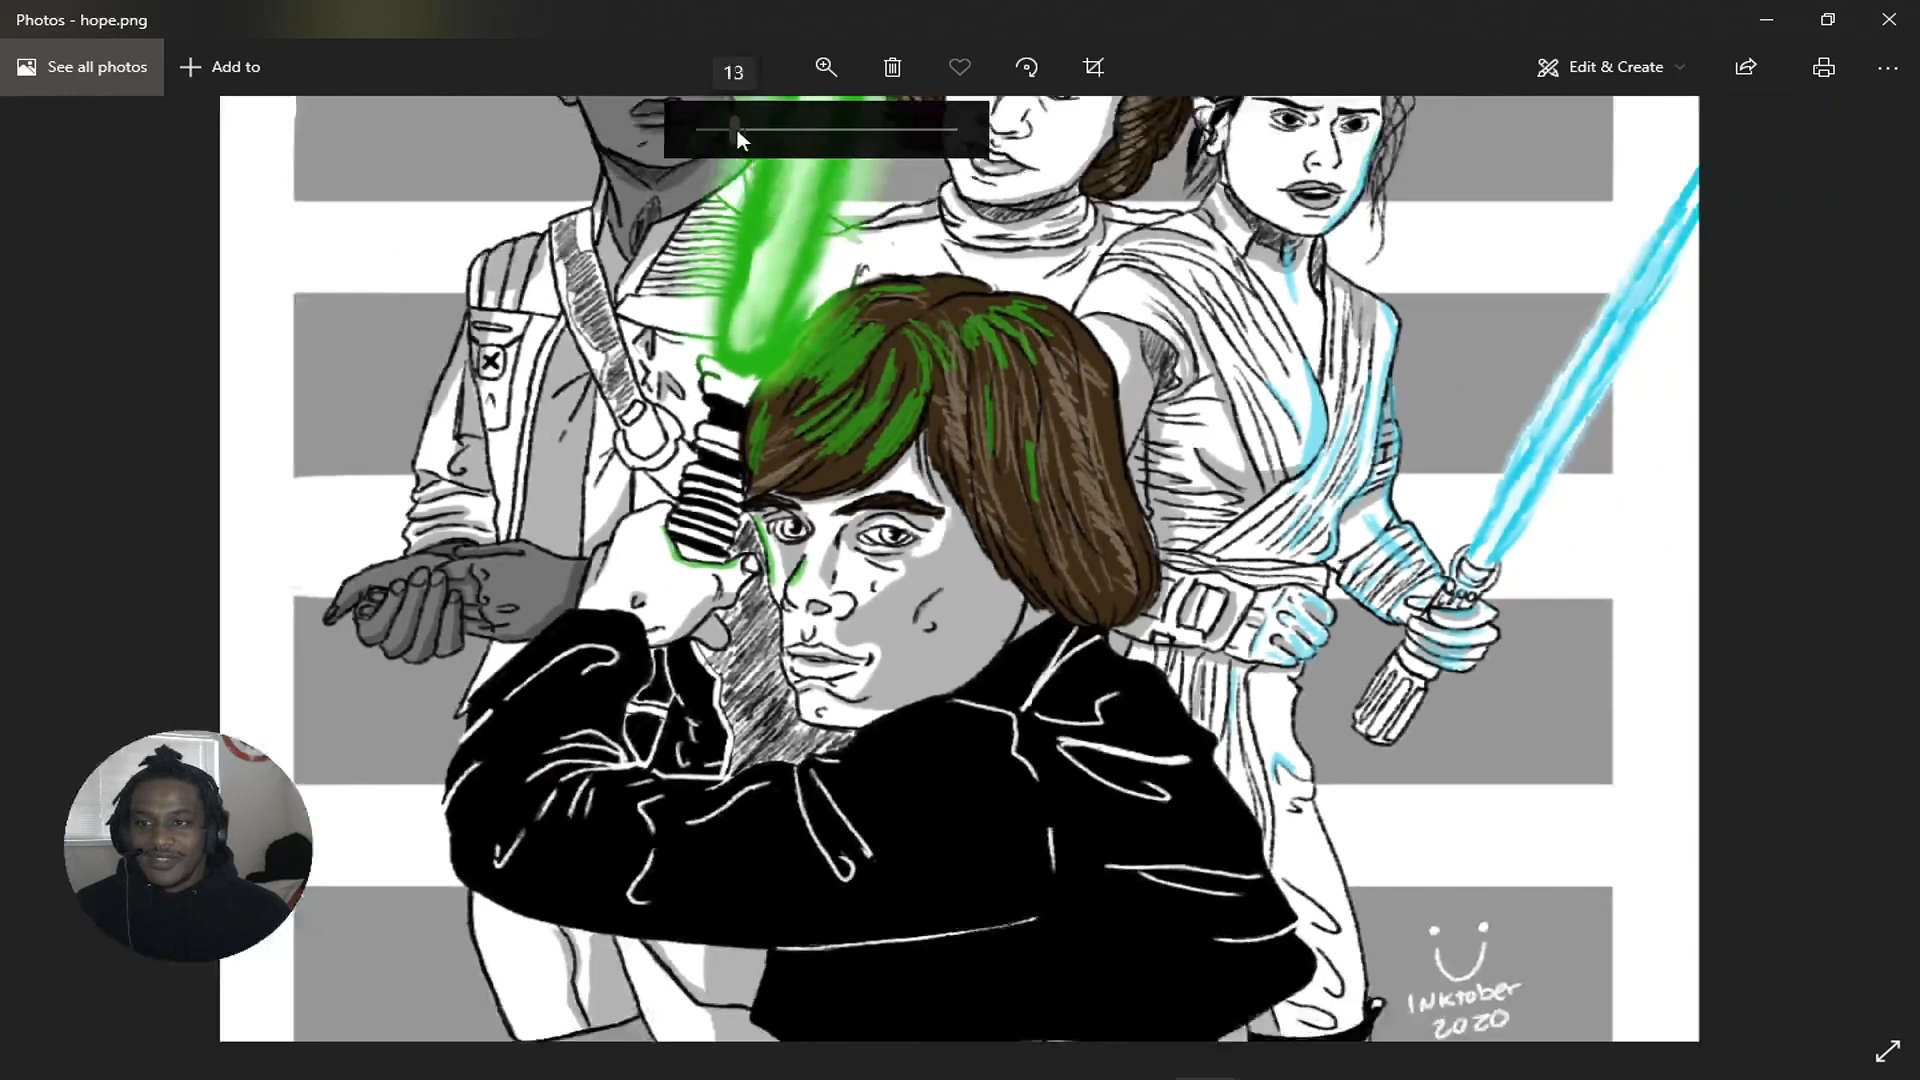 Photos - hope.png
See all photos
Add to
13
Edit & Create
INKtober
2020